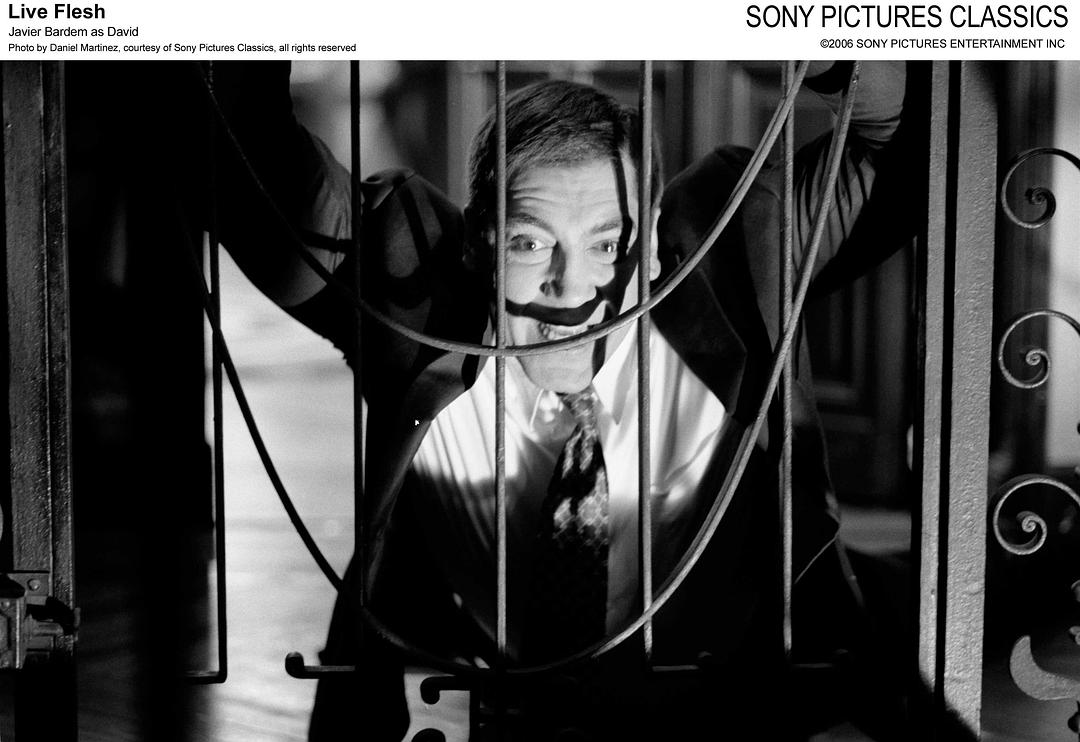 Live Flesh
Javier Bardem as David
Photo by Daniel Martinez, courtesy of Sony Pictures Classics, all rights reserved
SONY PICTURES CLASSICS
©2006 SONY PICTURES ENTERTAINMENT INC